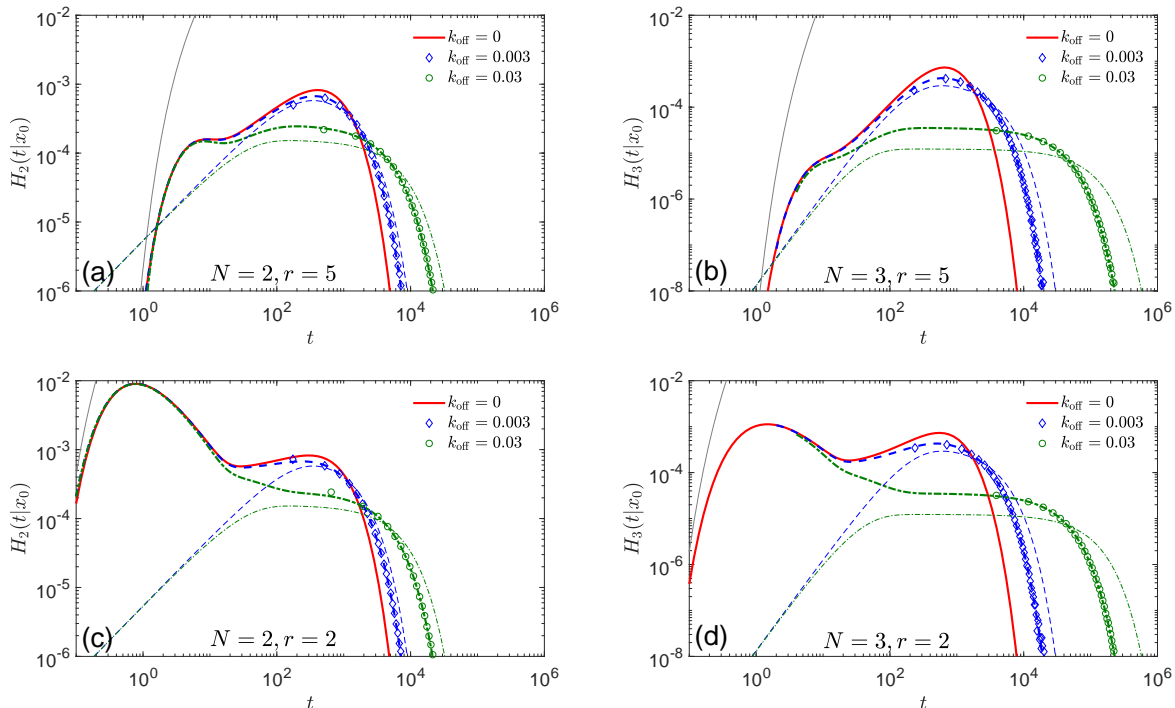 10^-2
10^-3
10^-4
10^-5
10^-6
H_2(t|x_0)
k_off = 0
k_off = 0.003
k_off = 0.03
(a)
N = 2, r = 5
10^0 10^2 10^4 10^6
t
10^-2
10^-4
10^-6
10^-8
H_3(t|x_0)
k_off = 0
k_off = 0.003
k_off = 0.03
(b)
N = 3, r = 5
10^0 10^2 10^4 10^6
t
10^-2
10^-3
10^-4
10^-5
10^-6
H_2(t|x_0)
k_off = 0
k_off = 0.003
k_off = 0.03
(c)
N = 2, r = 2
10^0 10^2 10^4 10^6
t
10^-2
10^-4
10^-6
10^-8
H_3(t|x_0)
k_off = 0
k_off = 0.003
k_off = 0.03
(d)
N = 3, r = 2
10^0 10^2 10^4 10^6
t